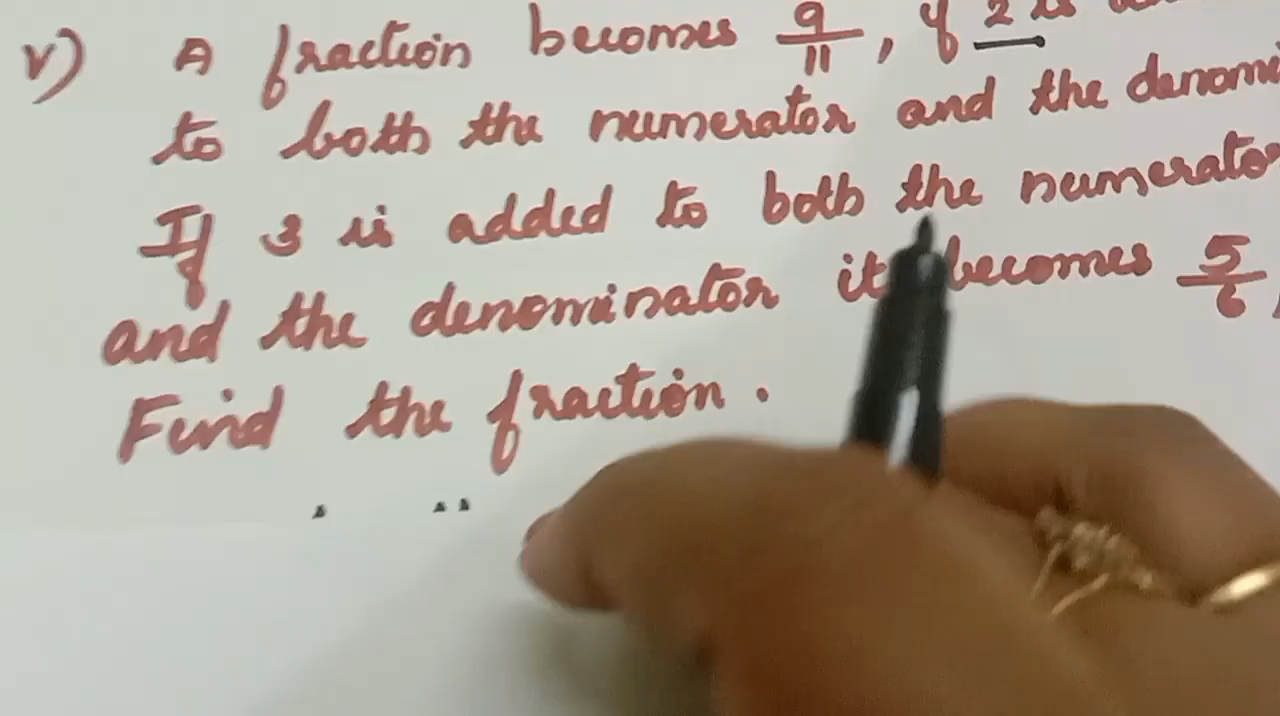 v) A fraction becomes 9/11, if 2 is
to both the numerator and the denomi
If 3 is added to both the numerator
and the denominator it becomes 5/6,
Find the fraction.